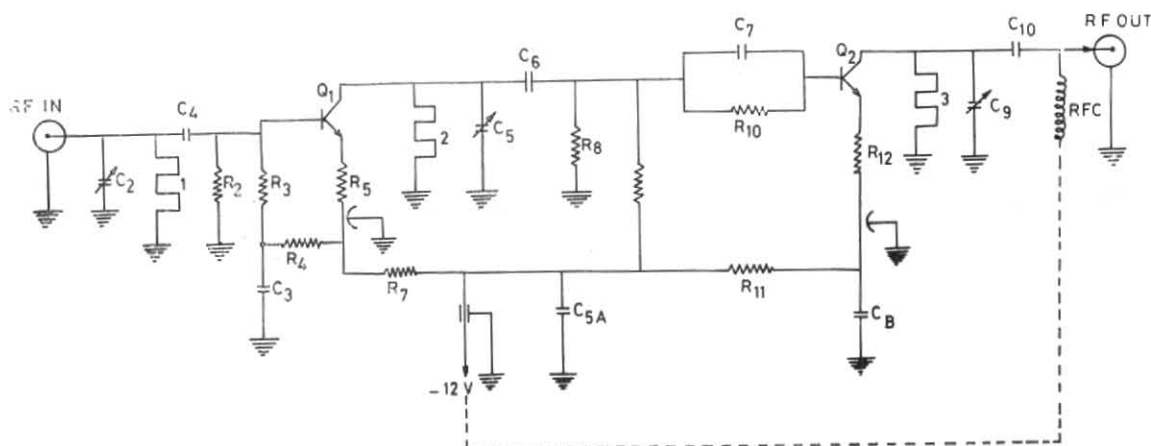 RF IN
C2
1
C4
R2
R3
R4
C3
Q1
R5
R7
-12 V
2
C5
C6
R8
C5A
C7
R10
R11
Q2
R12
CB
3
C9
C10
RFC
RF OUT